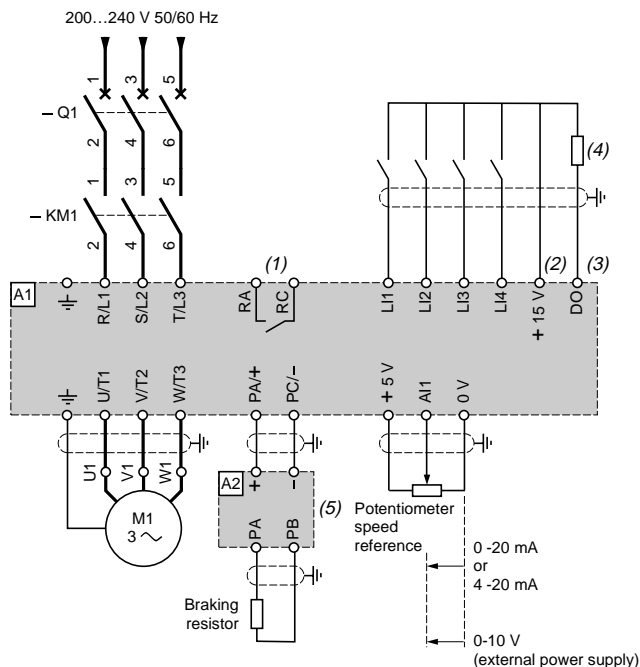 200...240 V 50/60 Hz
1
3
5
– Q1
2
4
6
1
3
5
– KM1
2
4
6
(4)
(1)
(2)
(3)
A1
R/L1
S/L2
T/L3
RA
RC
LI1
LI2
LI3
LI4
+ 15 V
DO
U/T1
V/T2
W/T3
PA/+
PC/-
+ 5 V
AI1
0 V
U1
V1
W1
M1
3 ~
A2
+
-
(5)
PA
PB
Braking
resistor
Potentiometer
speed
reference
0 -20 mA
or
4 -20 mA
0-10 V
(external power supply)